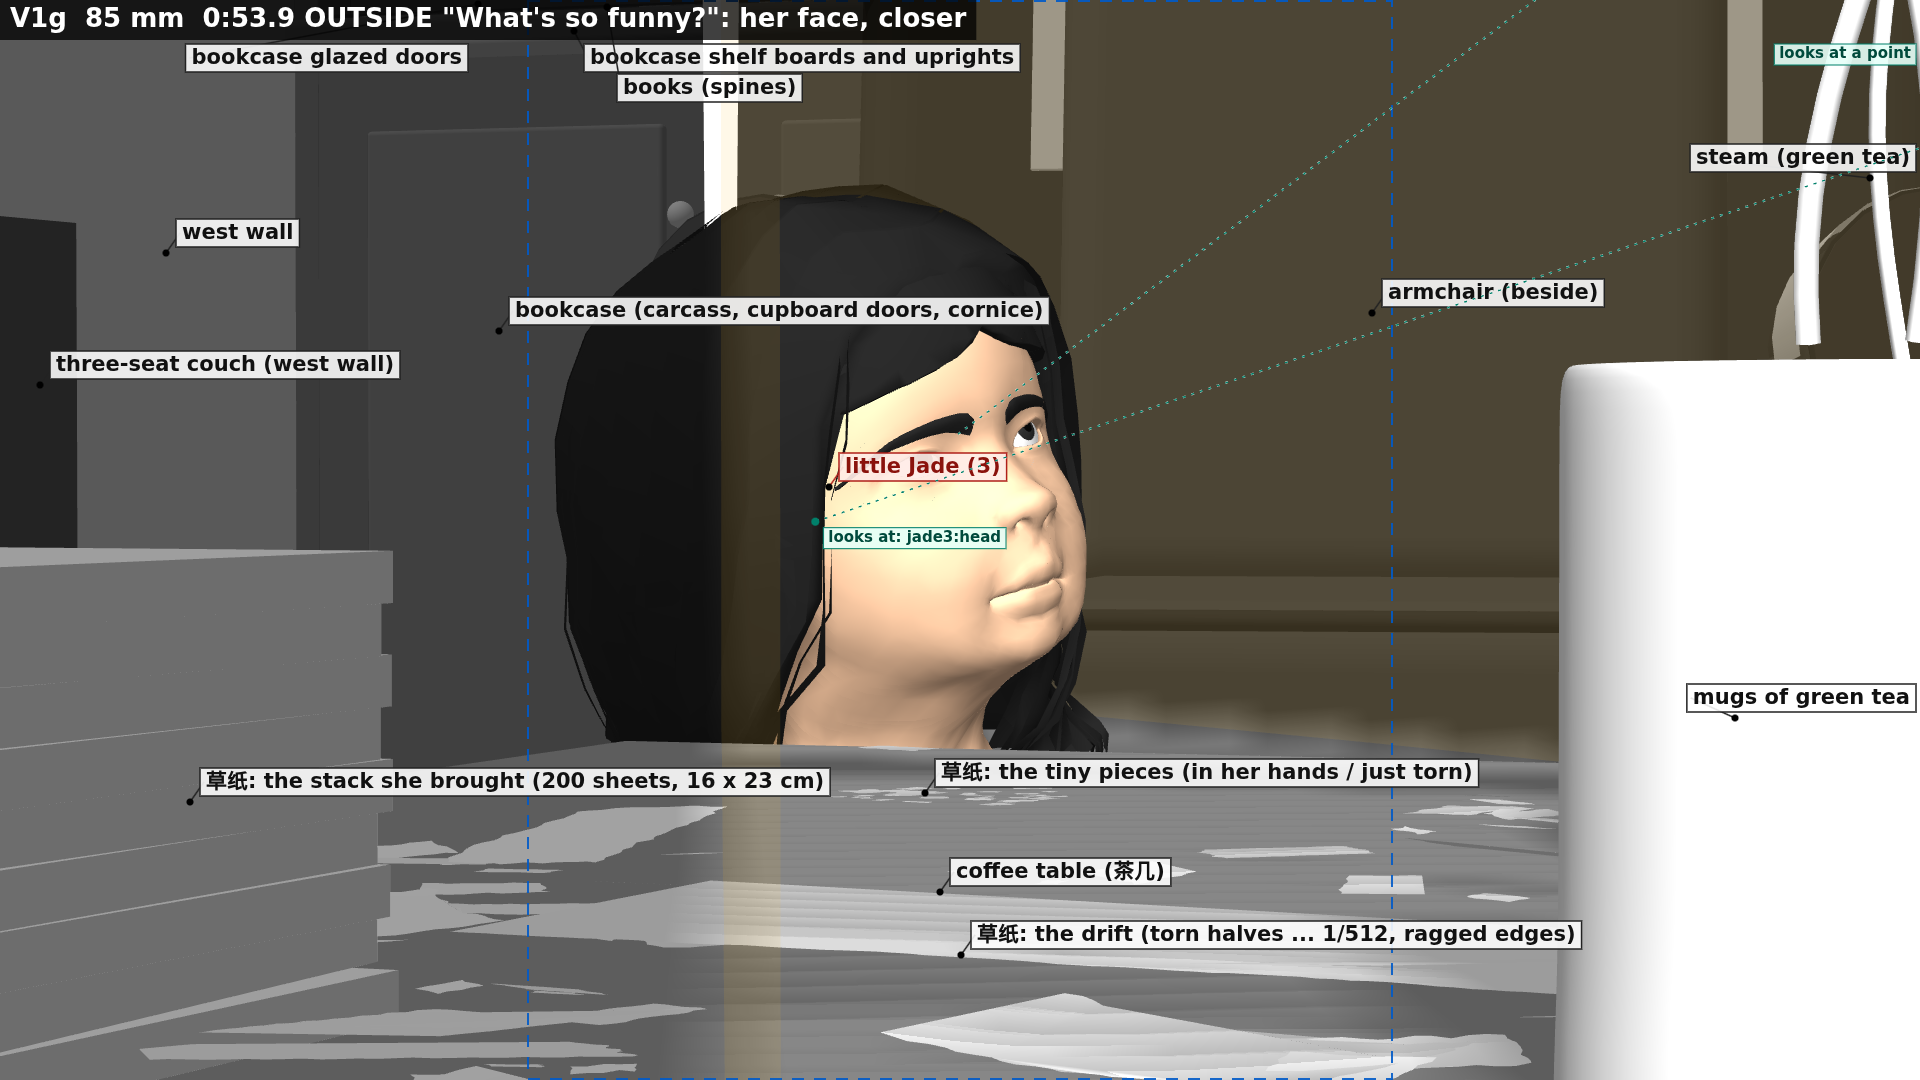 V1g  85 mm  0:53.9 OUTSIDE "What's so funny?": her face, closer
bookcase glazed doors
bookcase shelf boards and uprights
looks at a point
books (spines)
steam (green tea)
west wall
armchair (beside)
bookcase (carcass, cupboard doors, cornice)
three-seat couch (west wall)
little Jade (3)
looks at: jade3:head
mugs of green tea
草纸: the stack she brought (200 sheets, 16 x 23 cm)
草纸: the tiny pieces (in her hands / just torn)
coffee table (茶几)
草纸: the drift (torn halves ... 1/512, ragged edges)